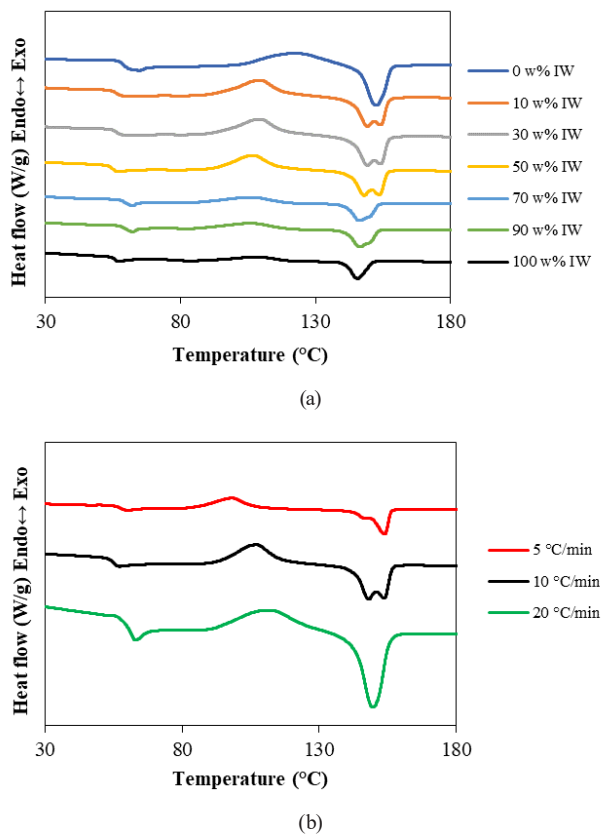 Heat flow (W/g) Endo↔ Exo
0 w% IW
10 w% IW
30 w% IW
50 w% IW
70 w% IW
90 w% IW
100 w% IW
30 80 130 180
Temperature (°C)
(a)
Heat flow (W/g) Endo↔ Exo
5 °C/min
10 °C/min
20 °C/min
30 80 130 180
Temperature (°C)
(b)